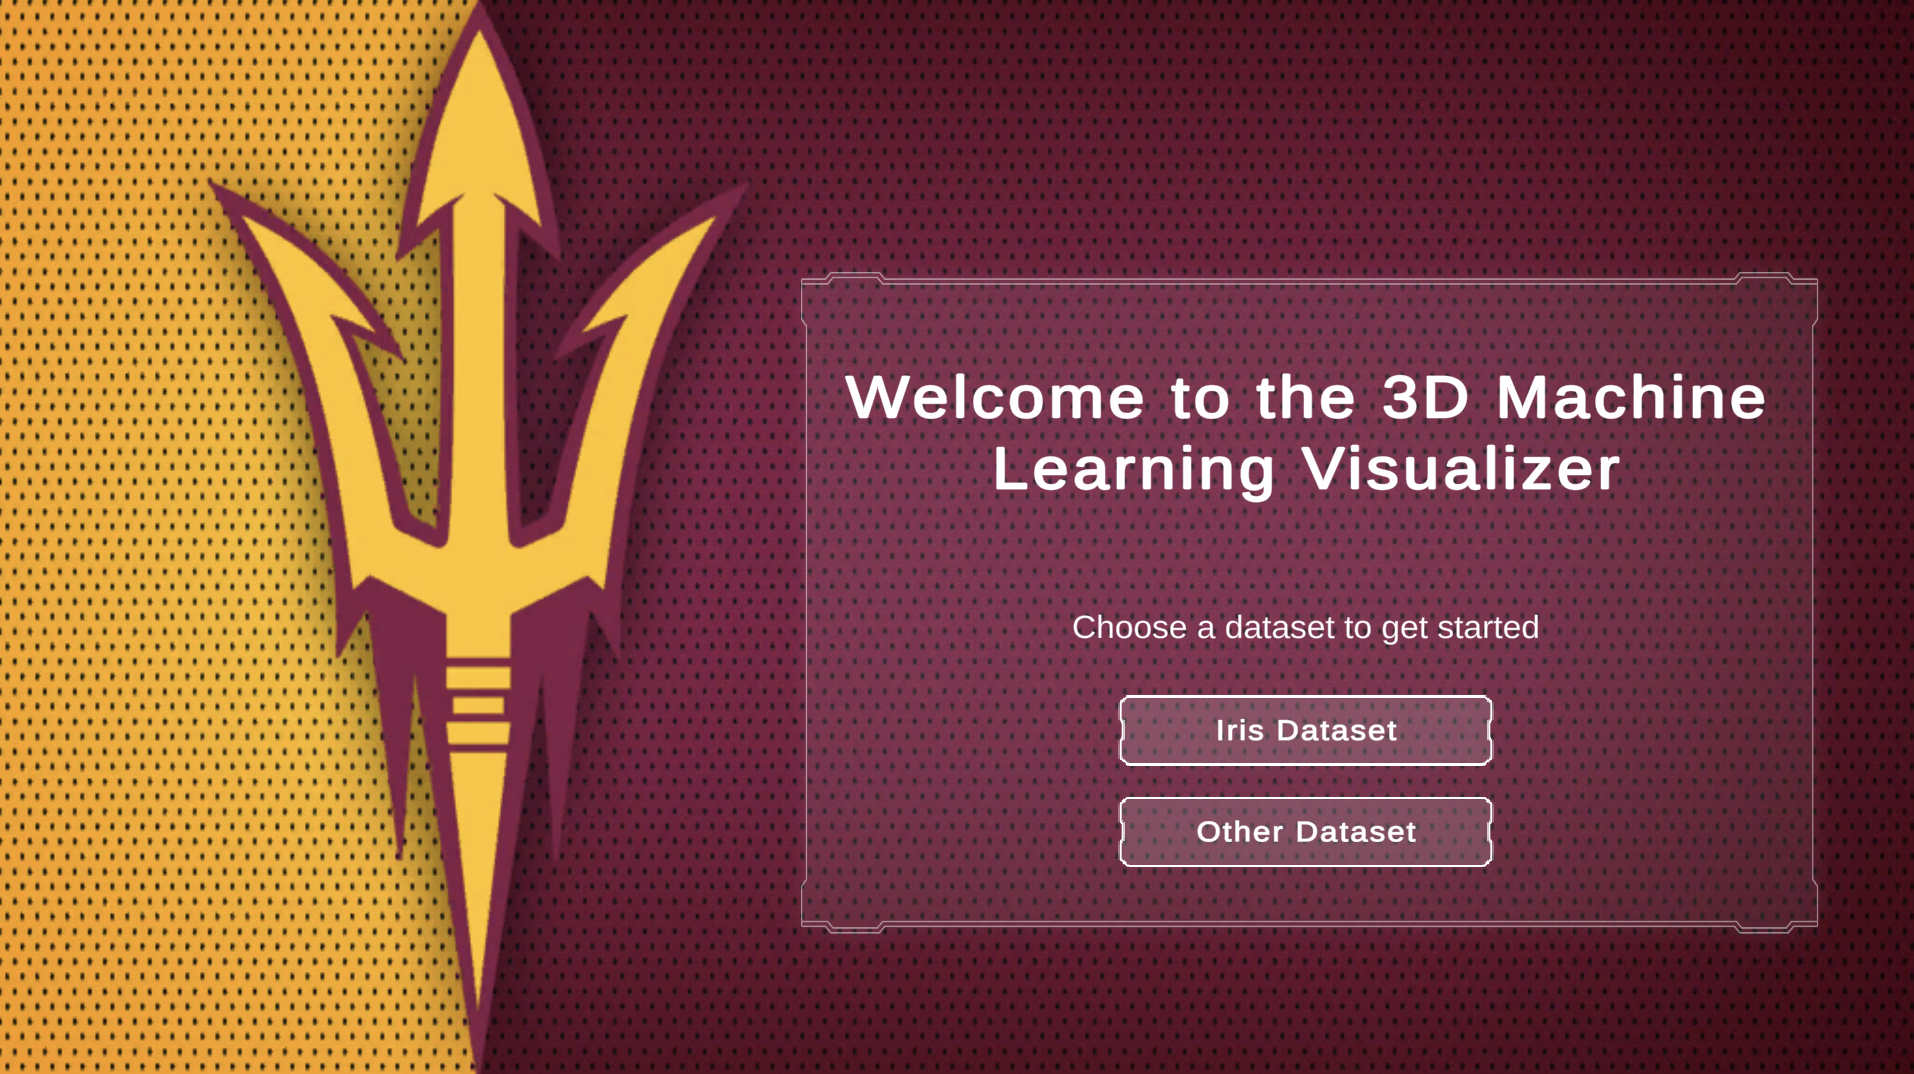 Welcome to the 3D Machine
Learning Visualizer
Choose a dataset to get started
Iris Dataset
Other Dataset